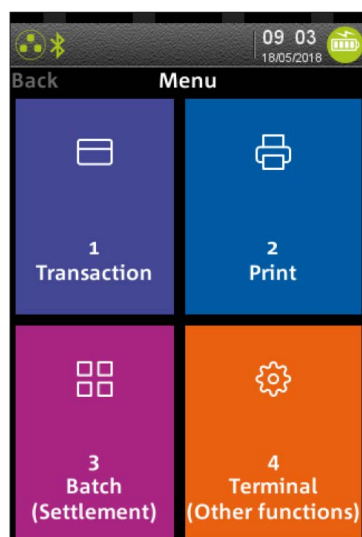 09 03
18/05/2018
Back Menu
1
Transaction
2
Print
3
Batch
(Settlement)
4
Terminal
(Other functions)